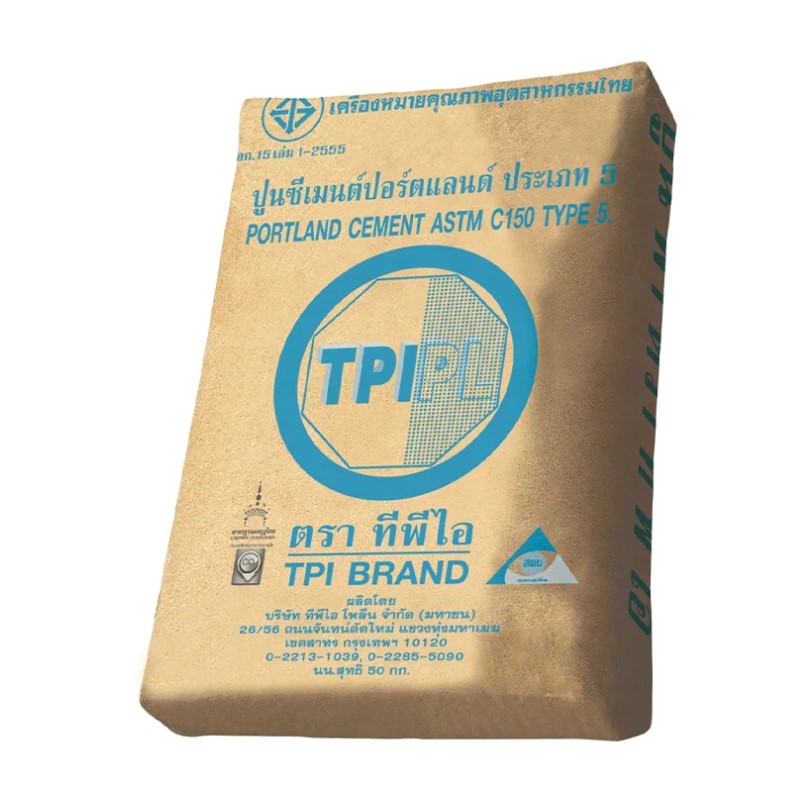 เครื่องหมายคุณภาพอุตสาหกรรมไทย
มอก.15 เล่ม 1-2555
ปูนซีเมนต์ปอร์ตแลนด์ ประเภท 5
PORTLAND CEMENT ASTM C150 TYPE 5.
TPIPL
ตรา ทีพีไอ
TPI BRAND
สคบ
ผลิตโดย
บริษัท ทีพีไอ โพลีน จำกัด (มหาชน)
26/56 ถนนจันทน์ตัดใหม่ แขวงทุ่งมหาเมฆ
เขตสาทร กรุงเทพฯ 10120
0-2213-1039, 0-2285-5090
นน.สุทธิ 50 กก.